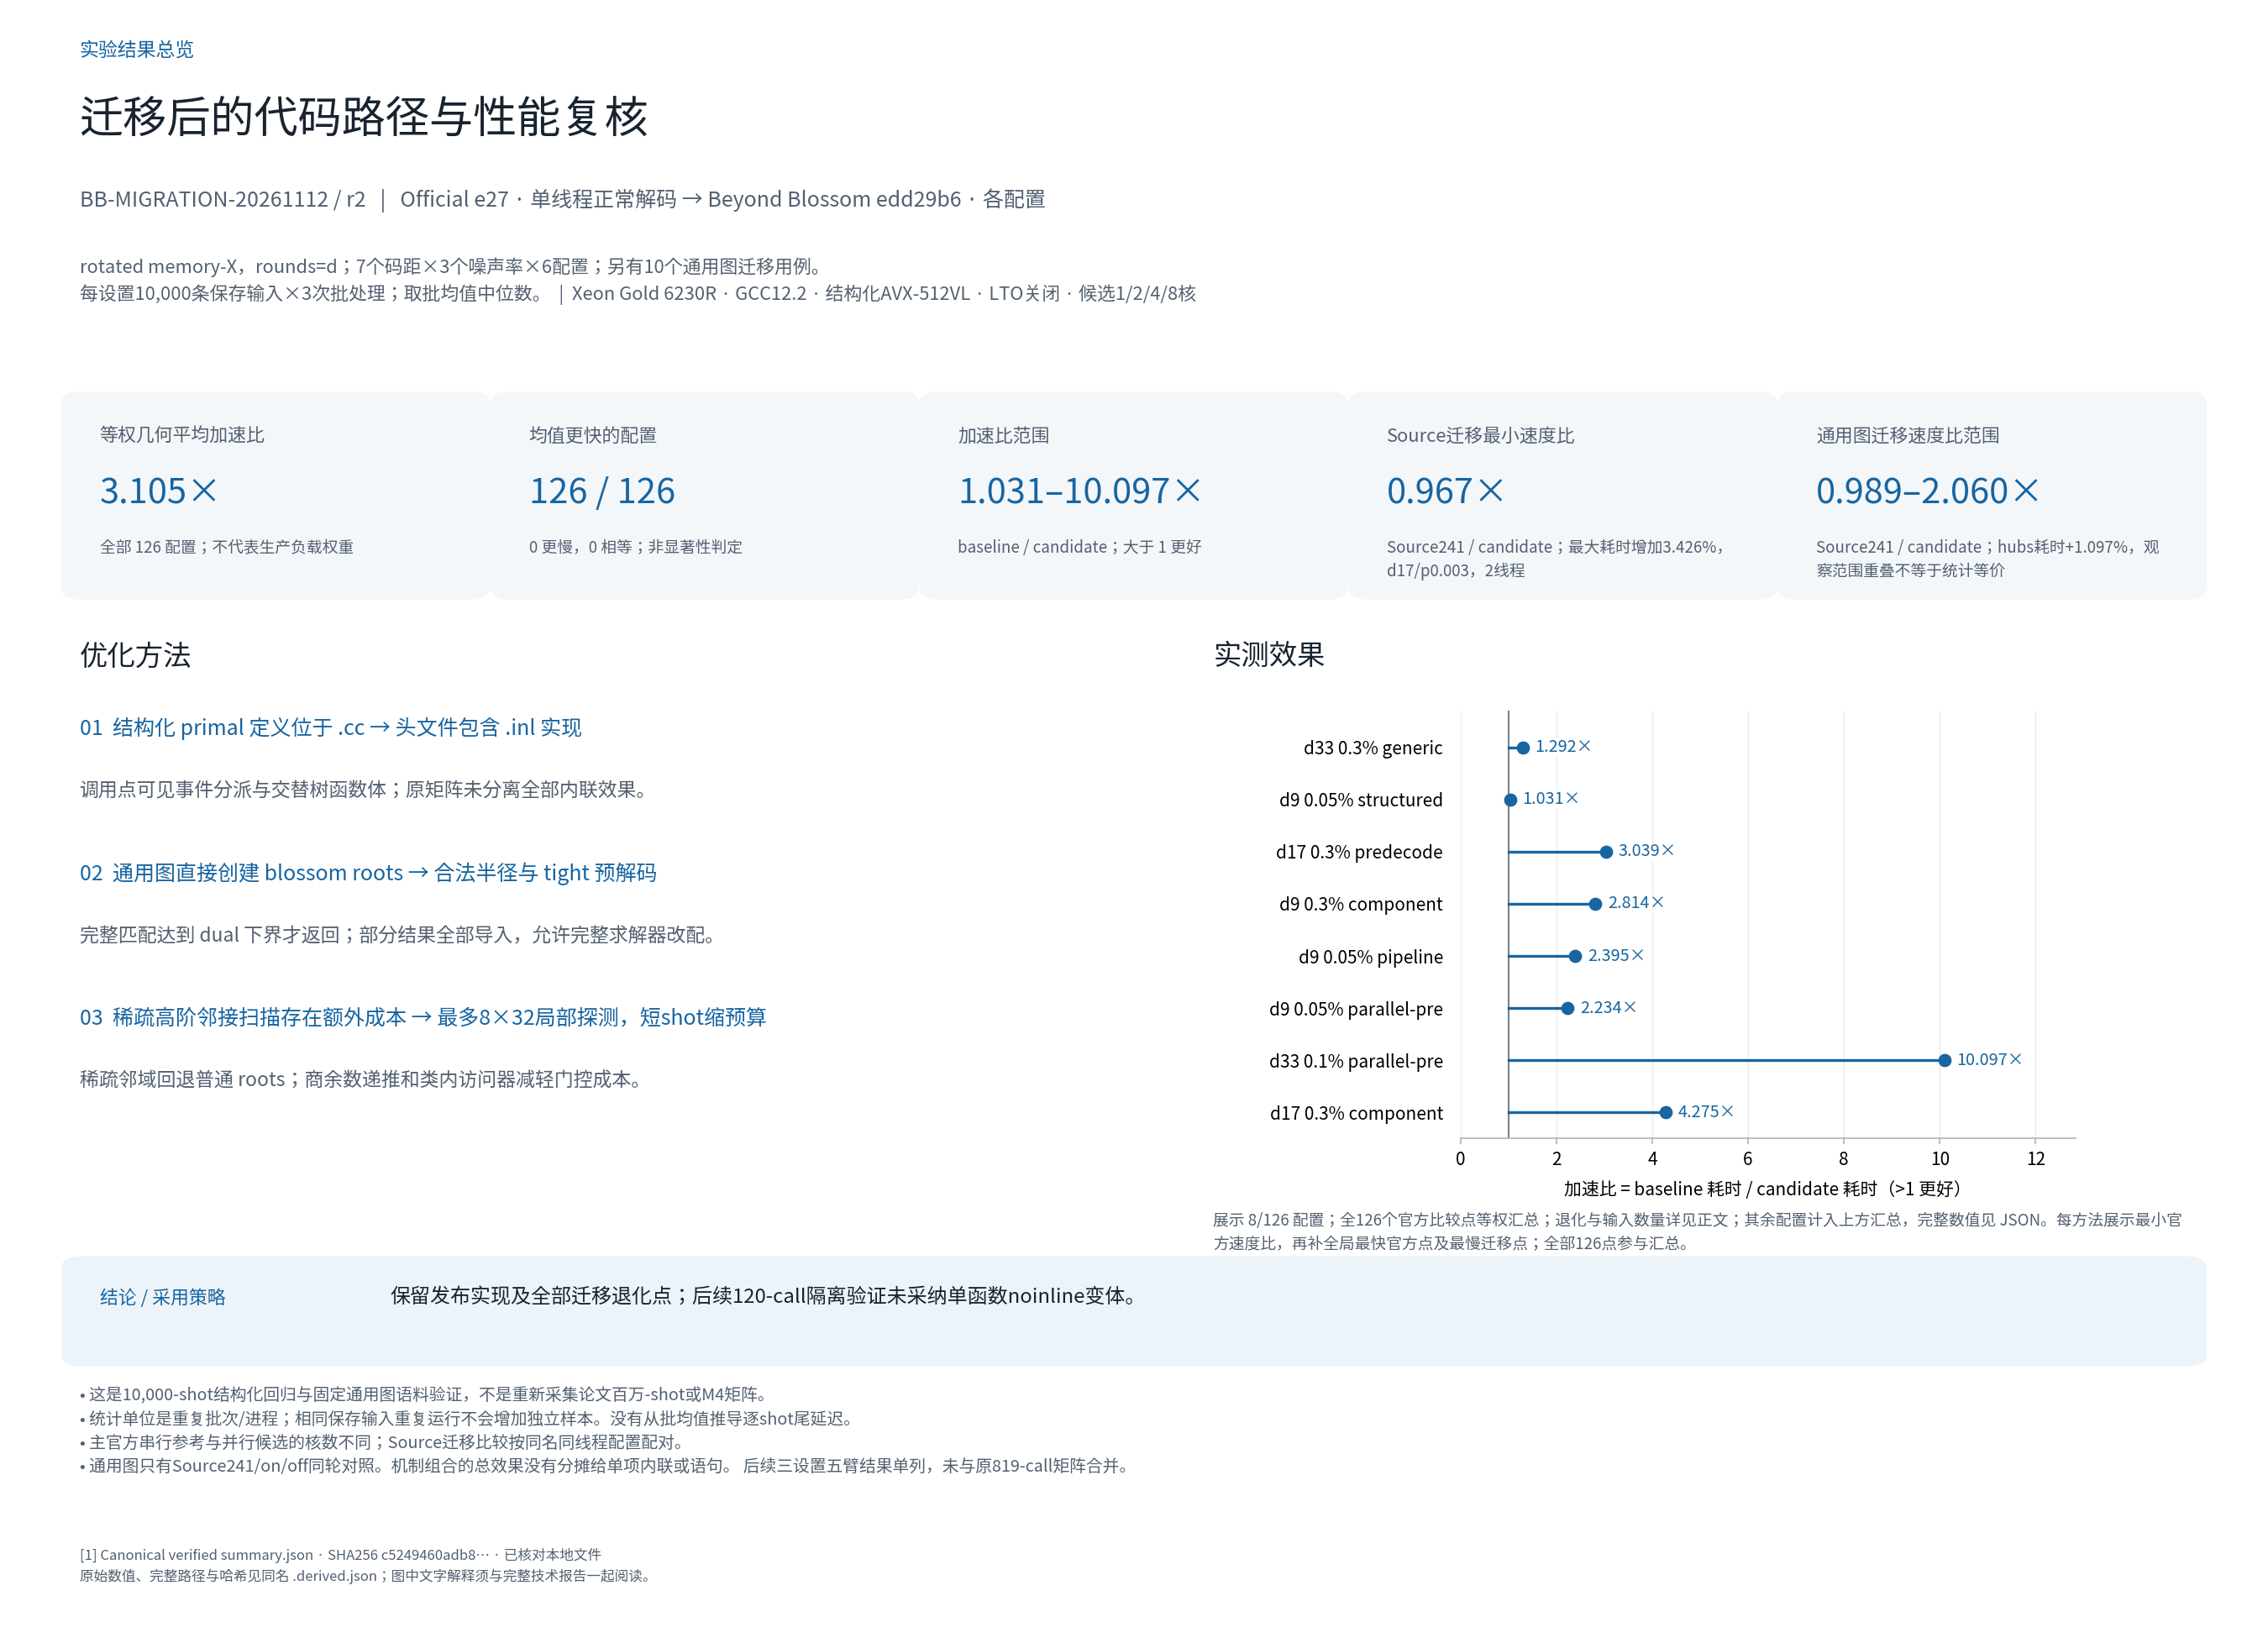 实验结果总览
迁移后的代码路径与性能复核
BB-MIGRATION-20261112 / r2 | Official e27 · 单线程正常解码 → Beyond Blossom edd29b6 · 各配置
rotated memory-X，rounds=d；7个码距×3个噪声率×6配置；另有10个通用图迁移用例。
每设置10,000条保存输入×3次批处理；取批均值中位数。 | Xeon Gold 6230R · GCC12.2 · 结构化AVX-512VL · LTO关闭 · 候选1/2/4/8核
等权几何平均加速比
3.105×
全部 126 配置；不代表生产负载权重
均值更快的配置
126 / 126
0 更慢，0 相等；非显著性判定
加速比范围
1.031–10.097×
baseline / candidate；大于 1 更好
Source迁移最小速度比
0.967×
Source241 / candidate；最大耗时增加3.426%，
d17/p0.003，2线程
通用图迁移速度比范围
0.989–2.060×
Source241 / candidate；hubs耗时+1.097%，观
察范围重叠不等于统计等价
优化方法
01 结构化 primal 定义位于 .cc → 头文件包含 .inl 实现
调用点可见事件分派与交替树函数体；原矩阵未分离全部内联效果。
02 通用图直接创建 blossom roots → 合法半径与 tight 预解码
完整匹配达到 dual 下界才返回；部分结果全部导入，允许完整求解器改配。
03 稀疏高阶邻接扫描存在额外成本 → 最多8×32局部探测，短shot缩预算
稀疏邻域回退普通 roots；商余数递推和类内访问器减轻门控成本。
实测效果
d33 0.3% generic 1.292×
d9 0.05% structured 1.031×
d17 0.3% predecode 3.039×
d9 0.3% component 2.814×
d9 0.05% pipeline 2.395×
d9 0.05% parallel-pre 2.234×
d33 0.1% parallel-pre 10.097×
d17 0.3% component 4.275×
0 2 4 6 8 10 12
加速比 = baseline 耗时 / candidate 耗时（>1 更好）
展示 8/126 配置；全126个官方比较点等权汇总；退化与输入数量详见正文；其余配置计入上方汇总，完整数值见 JSON。每方法展示最小官
方速度比，再补全局最快官方点及最慢迁移点；全部126点参与汇总。
结论 / 采用策略
保留发布实现及全部迁移退化点；后续120-call隔离验证未采纳单函数noinline变体。
• 这是10,000-shot结构化回归与固定通用图语料验证，不是重新采集论文百万-shot或M4矩阵。
• 统计单位是重复批次/进程；相同保存输入重复运行不会增加独立样本。没有从批均值推导逐shot尾延迟。
• 主官方串行参考与并行候选的核数不同；Source迁移比较按同名同线程配置配对。
• 通用图只有Source241/on/off同轮对照。机制组合的总效果没有分摊给单项内联或语句。 后续三设置五臂结果单列，未与原819-call矩阵合并。
[1] Canonical verified summary.json · SHA256 c5249460adb8… · 已核对本地文件
原始数值、完整路径与哈希见同名 .derived.json；图中文字解释须与完整技术报告一起阅读。